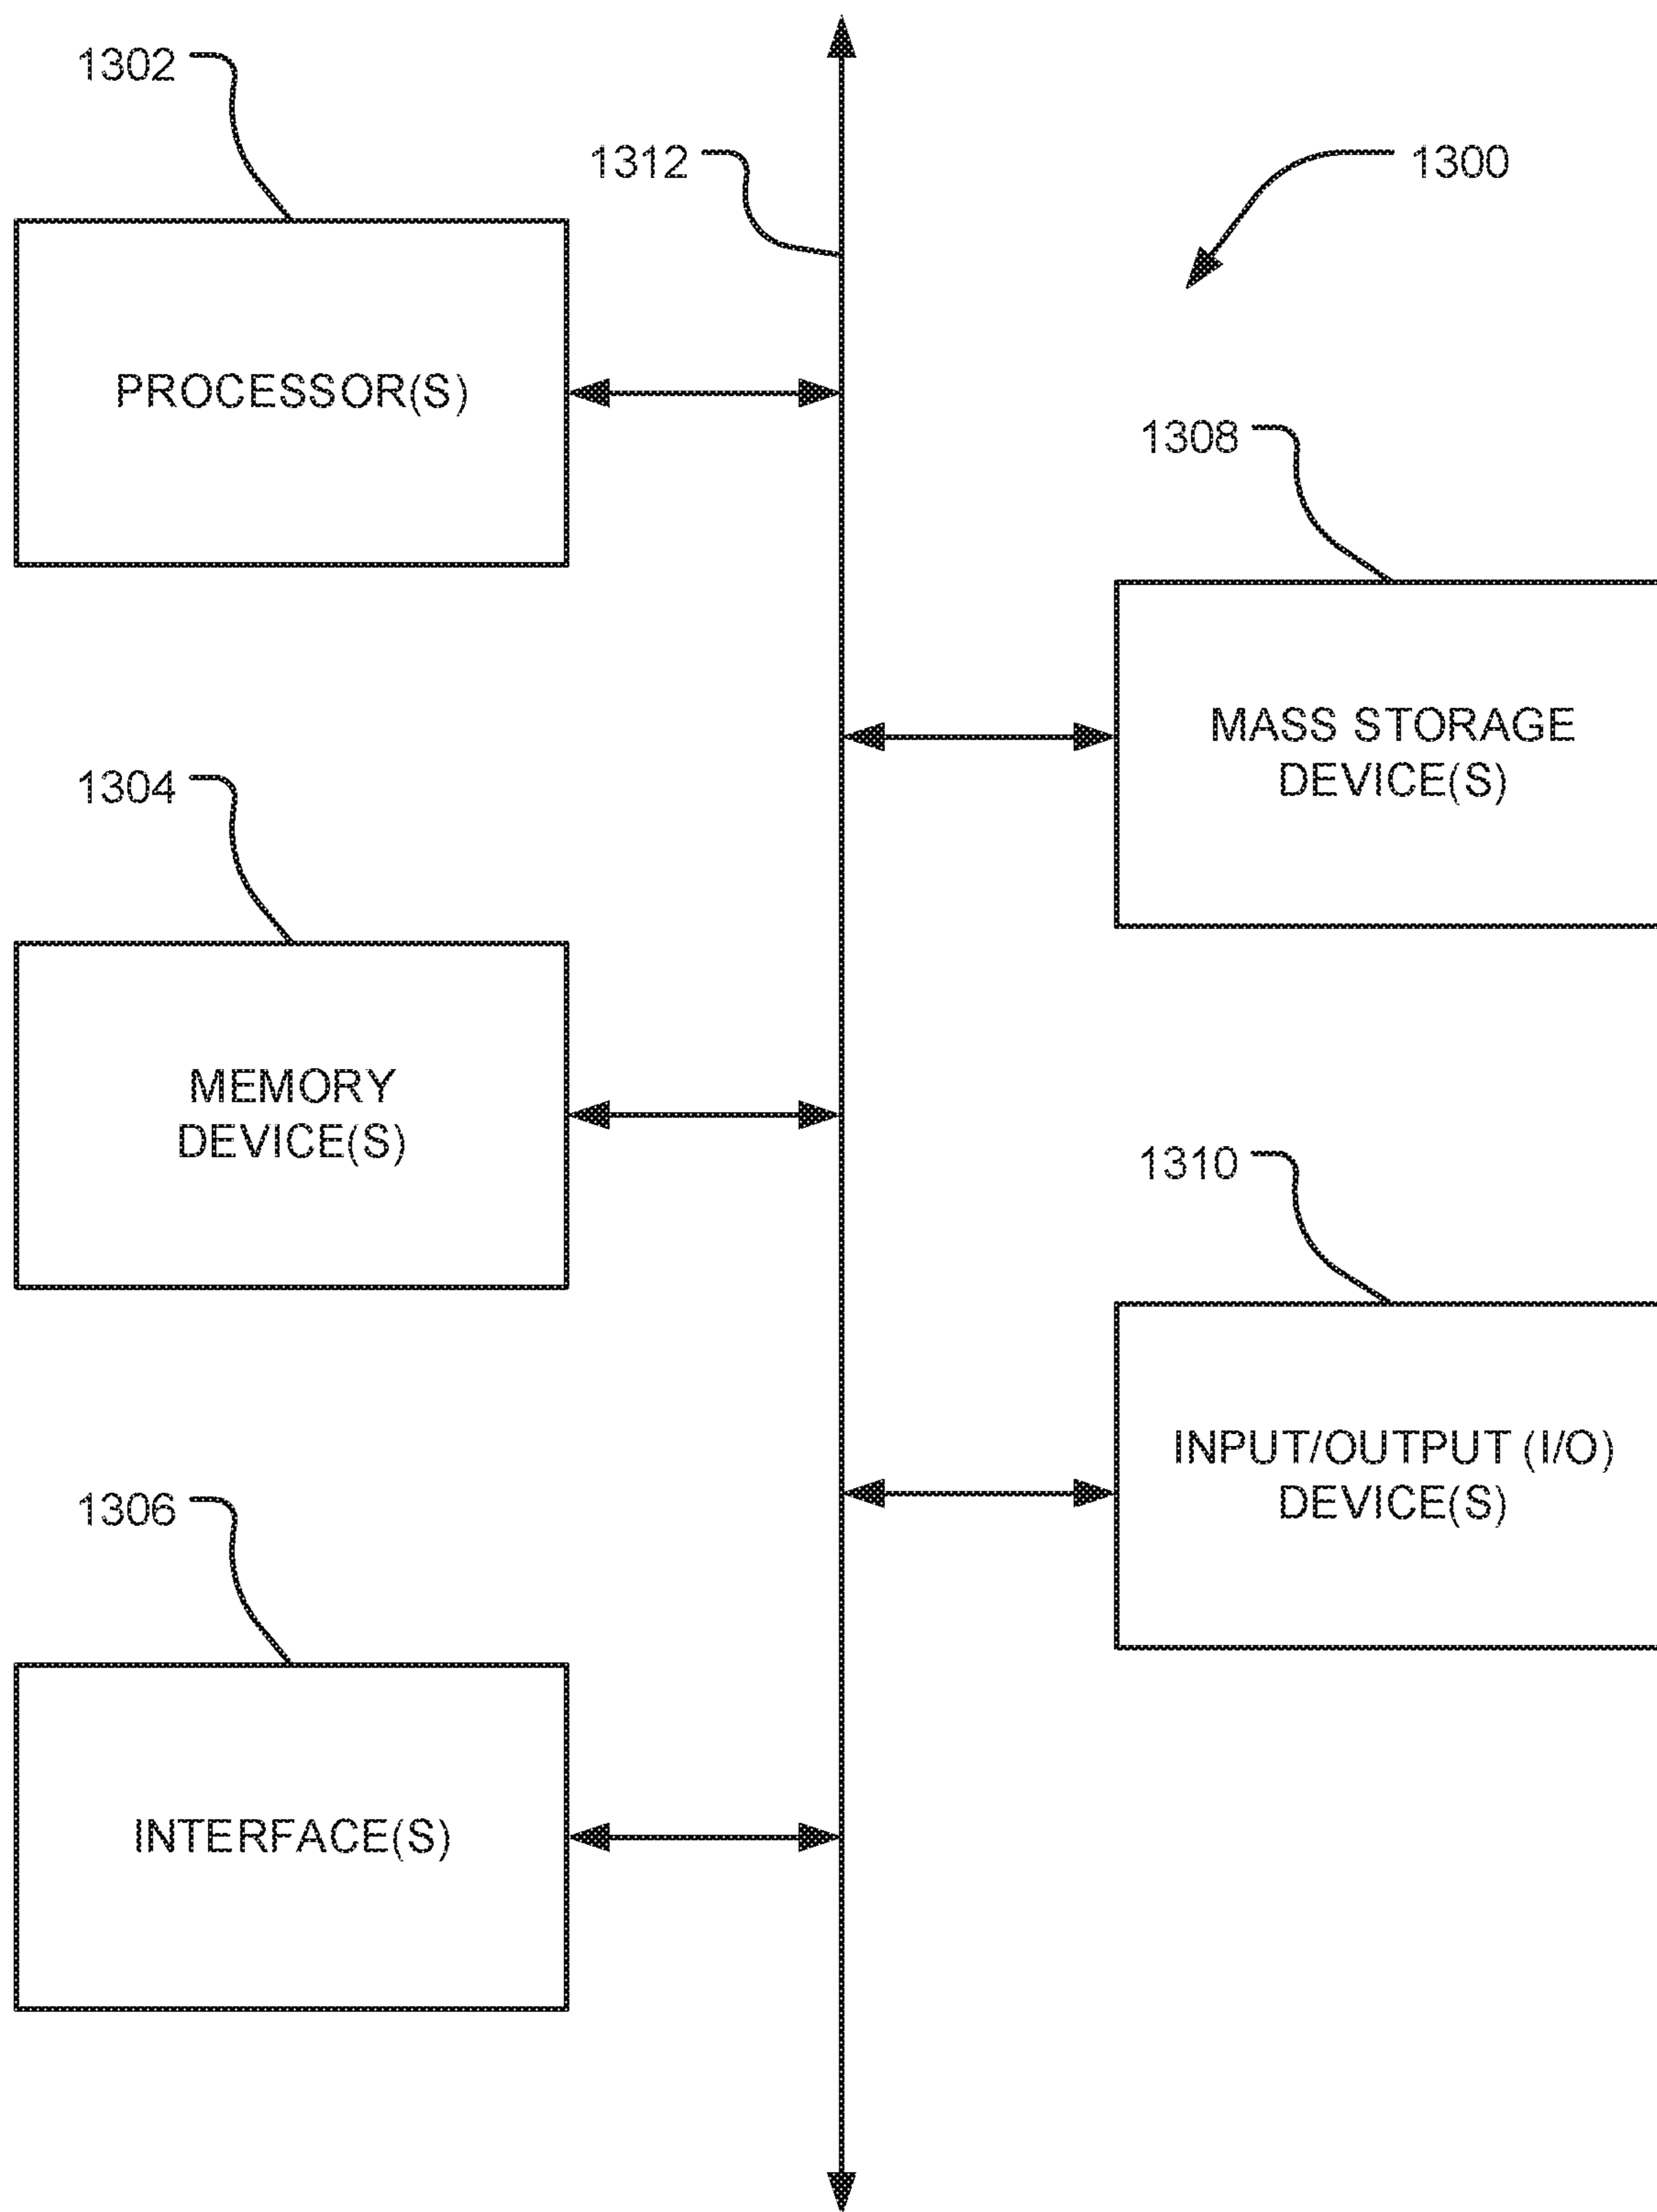 1302
1312
1300
PROCESSOR(S)
1308
MASS STORAGE
DEVICE(S)
1304
MEMORY
DEVICE(S)
1310
INPUT/OUTPUT (I/O)
DEVICE(S)
1306
INTERFACE(S)